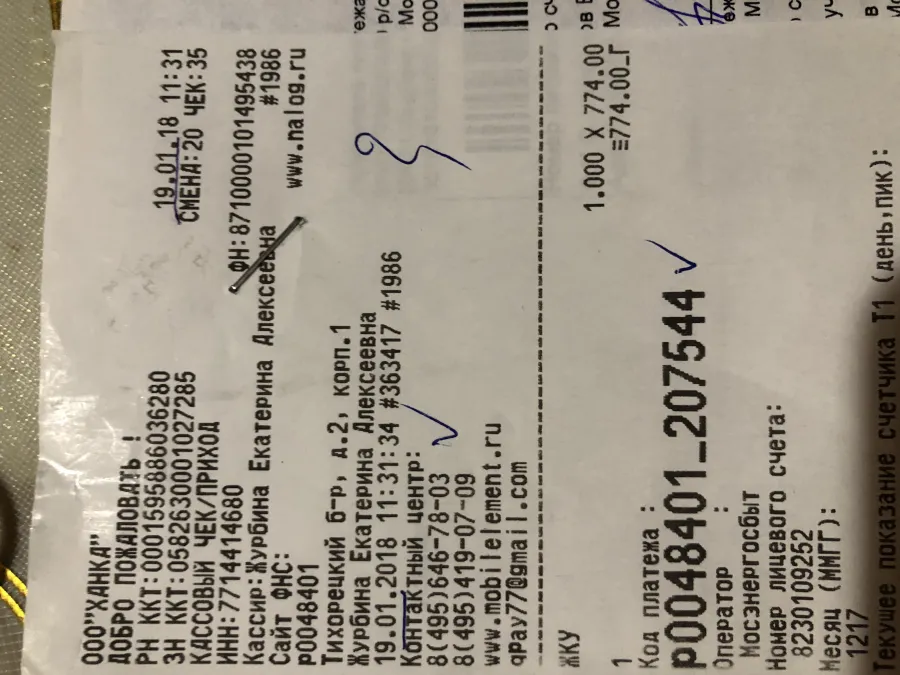 ООО"ХАНКА"
ДОБРО ПОЖАЛОВАТЬ !
РН ККТ:0001595886036280 19.01.18 11:31
ЗН ККТ:05826300010272​85 СМЕНА:20 ЧЕК:35
КАССОВЫЙ ЧЕК/ПРИХОД
ИНН:7714414680 ФН:8710000101495438
Кассир:Журбина Екатерина Алексеевна #1986
Сайт ФНС: www.nalog.ru
p0048401
Тихорецкий б-р, д.2, корп.1
Журбина Екатерина Алексеевна
19.01.2018 11:31:34 #363417 #1986
Контактный центр:
8(495)646-78-03
8(495)419-07-09
www.mobilelement.ru
qpay77@gmail.com
ЖКУ
1.000 X 774.00
1 ≡774.00_Г
Код платежа :
p0048401_207544
Оператор :
Мосэнергосбыт
Номер лицевого счета:
8230109252
Месяц (ММГГ):
1217
Текущее показание счетчика Т1 (день,пик):